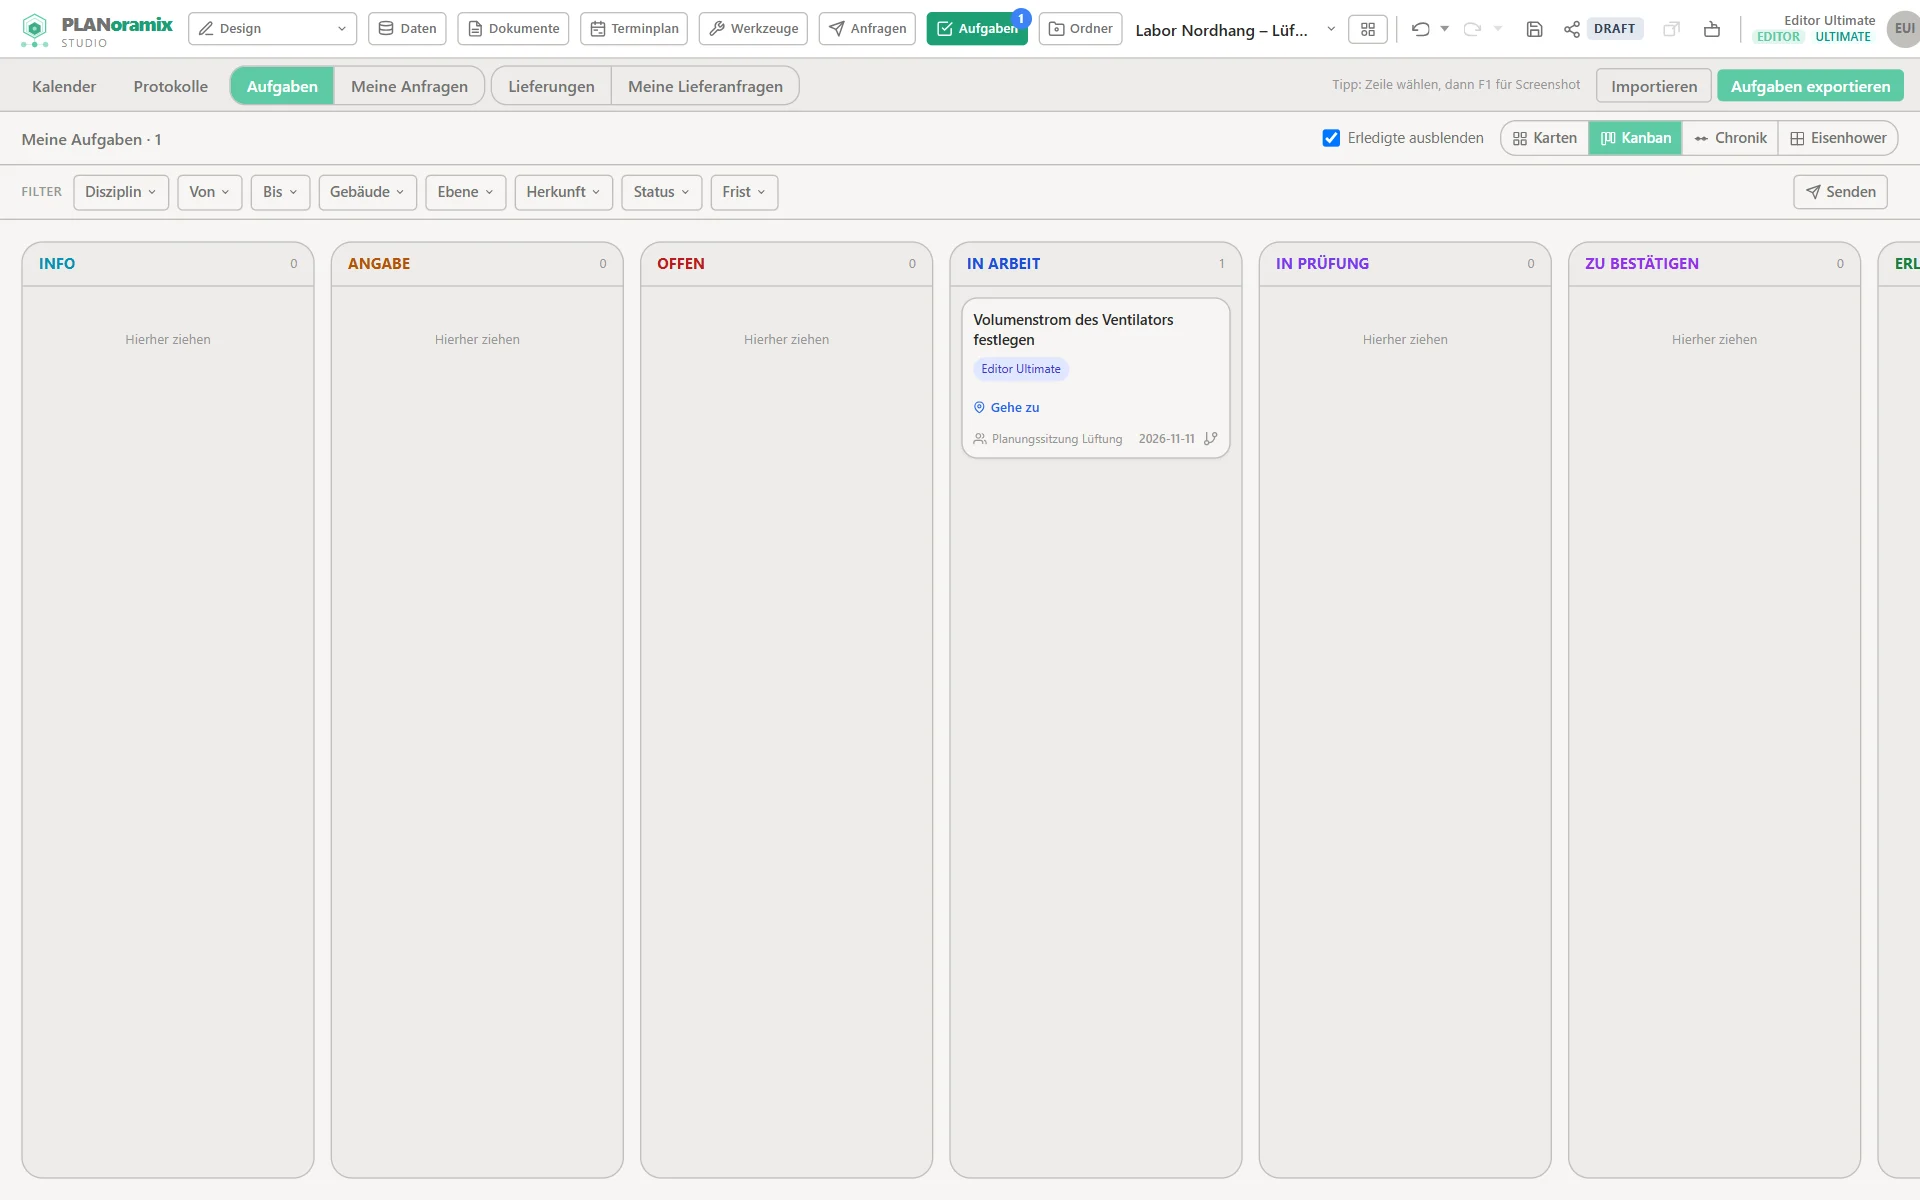 PLANoramix
STUDIO
Design
Daten
Dokumente
Terminplan
Werkzeuge
Anfragen
Aufgaben
1
Ordner
Labor Nordhang – Lüf...
DRAFT
Editor Ultimate
EDITOR ULTIMATE
EUI
Kalender
Protokolle
Aufgaben
Meine Anfragen
Lieferungen
Meine Lieferanfragen
Tipp: Zeile wählen, dann F1 für Screenshot
Importieren
Aufgaben exportieren
Meine Aufgaben · 1
Erledigte ausblenden
Karten
Kanban
Chronik
Eisenhower
FILTER
Disziplin
Von
Bis
Gebäude
Ebene
Herkunft
Status
Frist
Senden
INFO 0
Hierher ziehen
ANGABE 0
Hierher ziehen
OFFEN 0
Hierher ziehen
IN ARBEIT 1
Volumenstrom des Ventilators
festlegen
Editor Ultimate
Gehe zu
Planungssitzung Lüftung 2026-11-11
IN PRÜFUNG 0
Hierher ziehen
ZU BESTÄTIGEN 0
Hierher ziehen
ERL